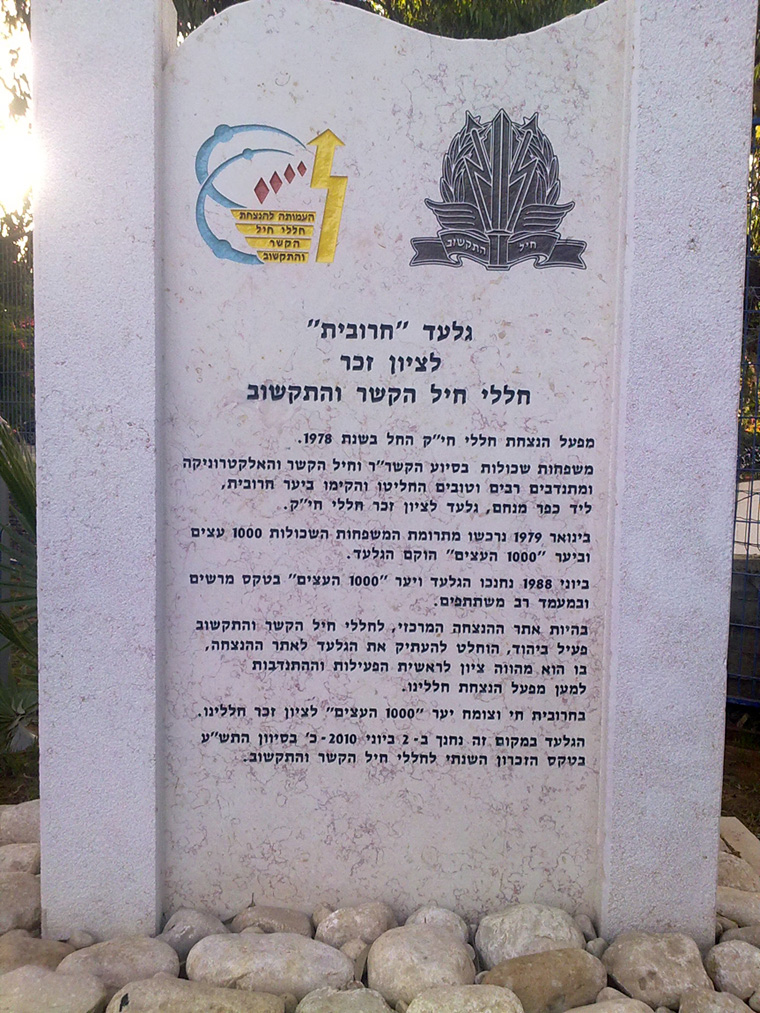 העמותה להנצחת
חללי חיל
הקשר
והתקשוב
חיל התקשוב
גלעד "חרובית"
לציון זכר
חללי חיל הקשר והתקשוב
מפעל הנצחת חללי חי"ק החל בשנת 1978.
משפחות שכולות בסיוע הקשר"ר וחיל הקשר והאלקטרוניקה
ומתנדבים רבים וטובים החליטו והקימו ביער חרובית,
ליד כפר מנחם, גלעד לציון זכר חללי חי"ק.
בינואר 1979 נרכשו מתרומת המשפחות השכולות 1000 עצים
וביער "1000 העצים" הוקם הגלעד.
ביוני 1988 נחנכו הגלעד ויער "1000 העצים" בטקס מרשים
ובמעמד רב משתתפים.
בהיות אתר ההנצחה המרכזי, לחללי חיל הקשר והתקשוב
פעיל ביהוד, הוחלט להעתיק את הגלעד לאתר ההנצחה,
בו הוא מהווה ציון לראשית הפעילות וההתנדבות
למען מפעל הנצחת חללינו.
בחרובית חי וצומח יער "1000 העצים" לציון זכר חללינו.
הגלעד במקום זה נחנך ב- 2 ביוני 2010 - כ' בסיוון התש"ע
בטקס הזכרון השנתי לחללי חיל הקשר והתקשוב.